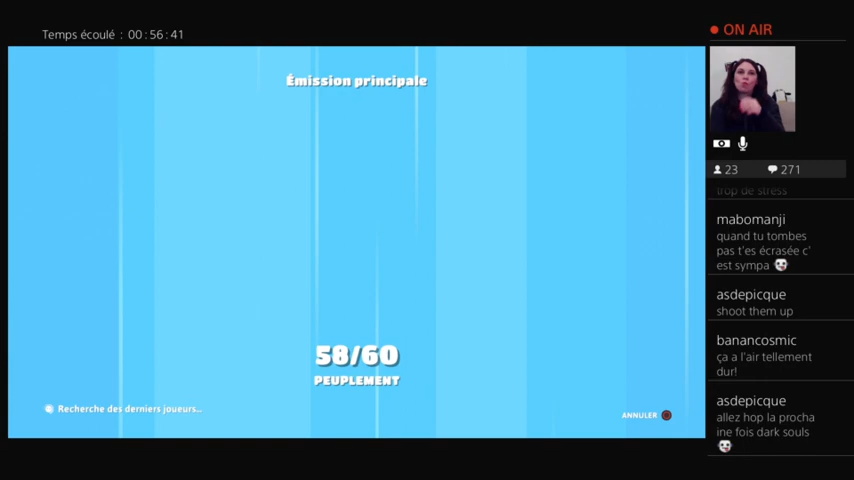 Temps écoulé : 00:56:41
ON AIR
Émission principale
58/60
PEUPLEMENT
Recherche des derniers joueurs...
ANNULER
23 271
trop de stress
mabomanji
quand tu tombes
pas t'es écrasée c'
est sympa
asdepicque
shoot them up
banancosmic
ça a l'air tellement
dur!
asdepicque
allez hop la procha
ine fois dark souls